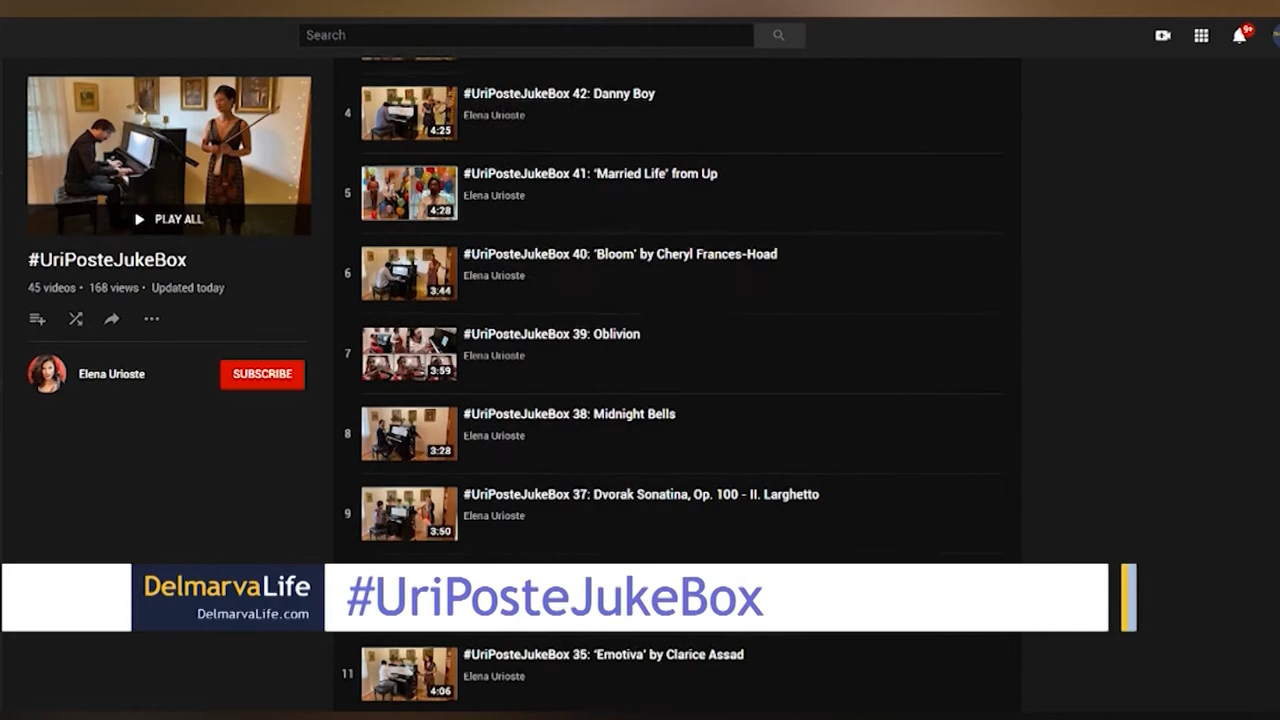 Search
9+
PLAY ALL
#UriPosteJukeBox
45 videos • 168 views • Updated today
Elena Urioste
SUBSCRIBE
4
4:25
#UriPosteJukeBox 42: Danny Boy
Elena Urioste
5
4:28
#UriPosteJukeBox 41: ‘Married Life’ from Up
Elena Urioste
6
3:44
#UriPosteJukeBox 40: ‘Bloom’ by Cheryl Frances-Hoad
Elena Urioste
7
3:59
#UriPosteJukeBox 39: Oblivion
Elena Urioste
8
3:28
#UriPosteJukeBox 38: Midnight Bells
Elena Urioste
9
3:50
#UriPosteJukeBox 37: Dvorak Sonatina, Op. 100 - II. Larghetto
Elena Urioste
DelmarvaLife
DelmarvaLife.com
#UriPosteJukeBox
11
4:06
#UriPosteJukeBox 35: ‘Emotiva’ by Clarice Assad
Elena Urioste